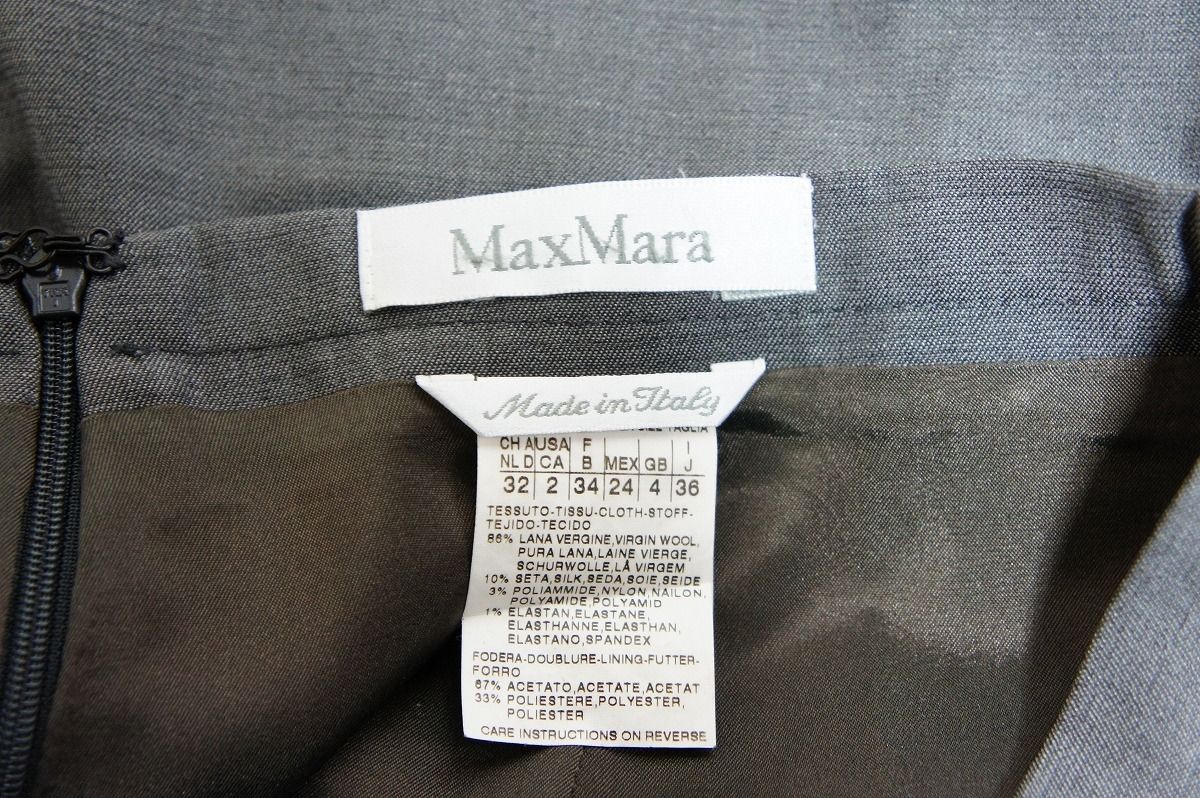 MaxMara
Made in Italy
TAGLIA
CH A USA F I
NL D CA B MEX GB J
32 2 34 24 4 36
TESSUTO-TISSU-CLOTH-STOFF-
TEJIDO-TECIDO
86% LANA VERGINE,VIRGIN WOOL,
PURA LANA,LAINE VIERGE,
SCHURWOLLE,LÅ VIRGEM
10% SETA,SILK,SEDA,SOIE,SEIDE
3% POLIAMMIDE,NYLON,NAILON,
POLYAMIDE,POLYAMID
1% ELASTAN,ELASTANE,
ELASTHANNE,ELASTHAN,
ELASTANO,SPANDEX
FODERA-DOUBLURE-LINING-FUTTER-
FORRO
67% ACETATO,ACETATE,ACETAT
33% POLIESTERE,POLYESTER,
POLIESTER
CARE INSTRUCTIONS ON REVERSE